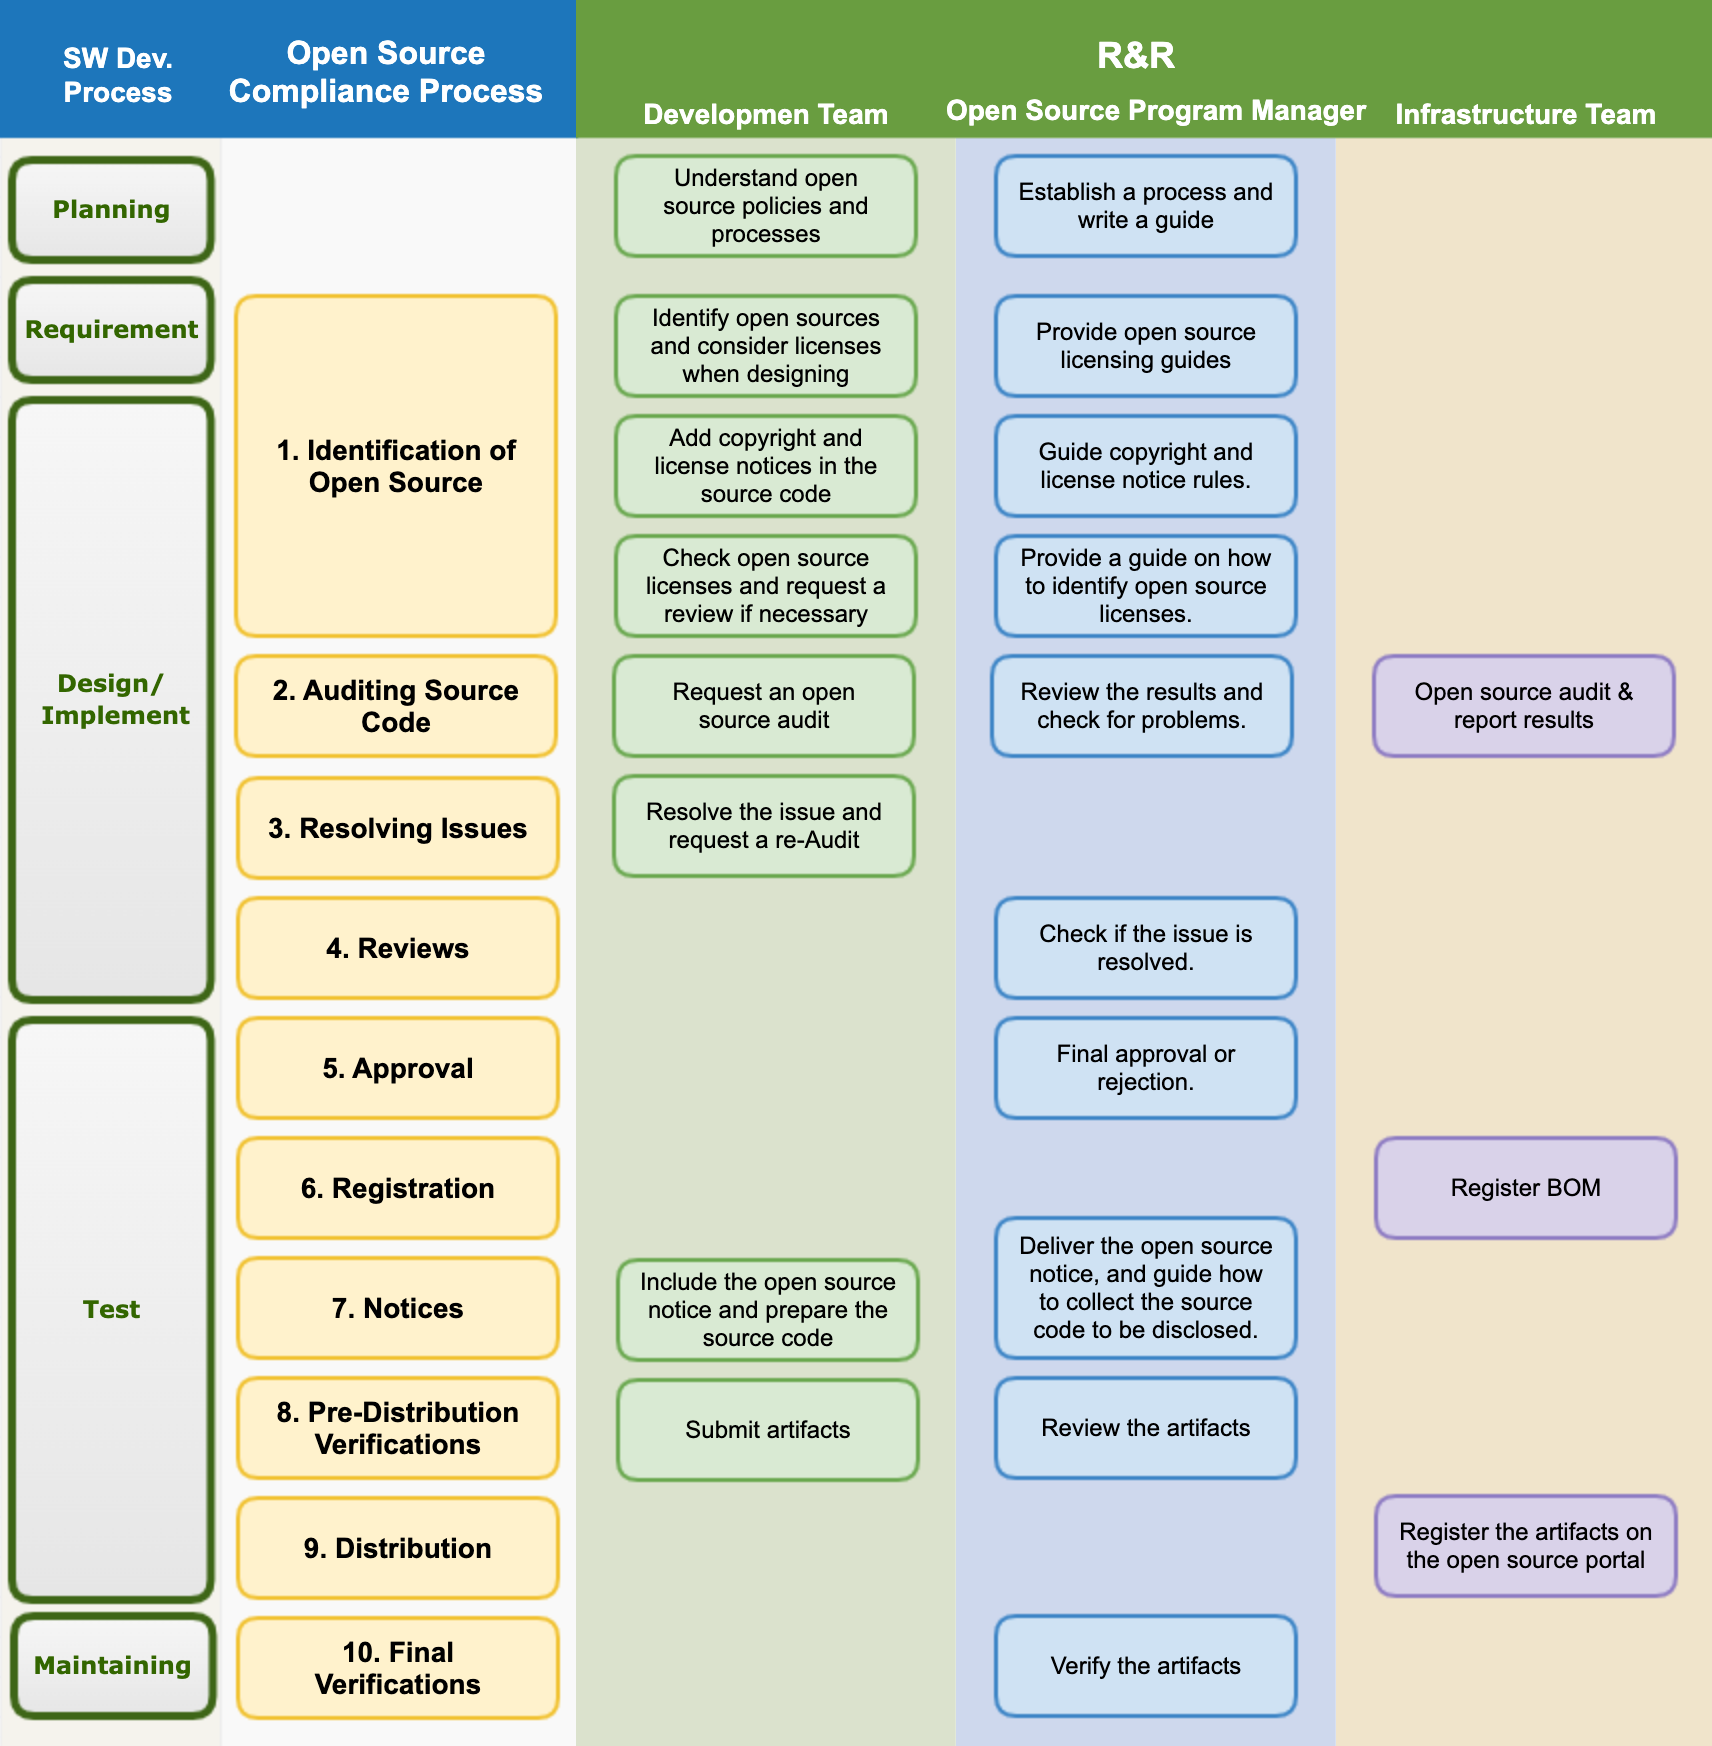 SW Dev.
Process
Open Source
Compliance Process
R&R
Developmen Team
Open Source Program Manager
Infrastructure Team
Planning
Understand open
source policies and
processes
Establish a process and
write a guide
Requirement
1. Identification of
Open Source
Identify open sources
and consider licenses
when designing
Provide open source
licensing guides
Add copyright and
license notices in the
source code
Guide copyright and
license notice rules.
Check open source
licenses and request a
review if necessary
Provide a guide on how
to identify open source
licenses.
Design/
Implement
2. Auditing Source
Code
Request an open
source audit
Review the results and
check for problems.
Open source audit &
report results
3. Resolving Issues
Resolve the issue and
request a re-Audit
4. Reviews
Check if the issue is
resolved.
Test
5. Approval
Final approval or
rejection.
6. Registration
Register BOM
7. Notices
Include the open source
notice and prepare the
source code
Deliver the open source
notice, and guide how
to collect the source
code to be disclosed.
8. Pre-Distribution
Verifications
Submit artifacts
Review the artifacts
9. Distribution
Register the artifacts on
the open source portal
Maintaining
10. Final
Verifications
Verify the artifacts